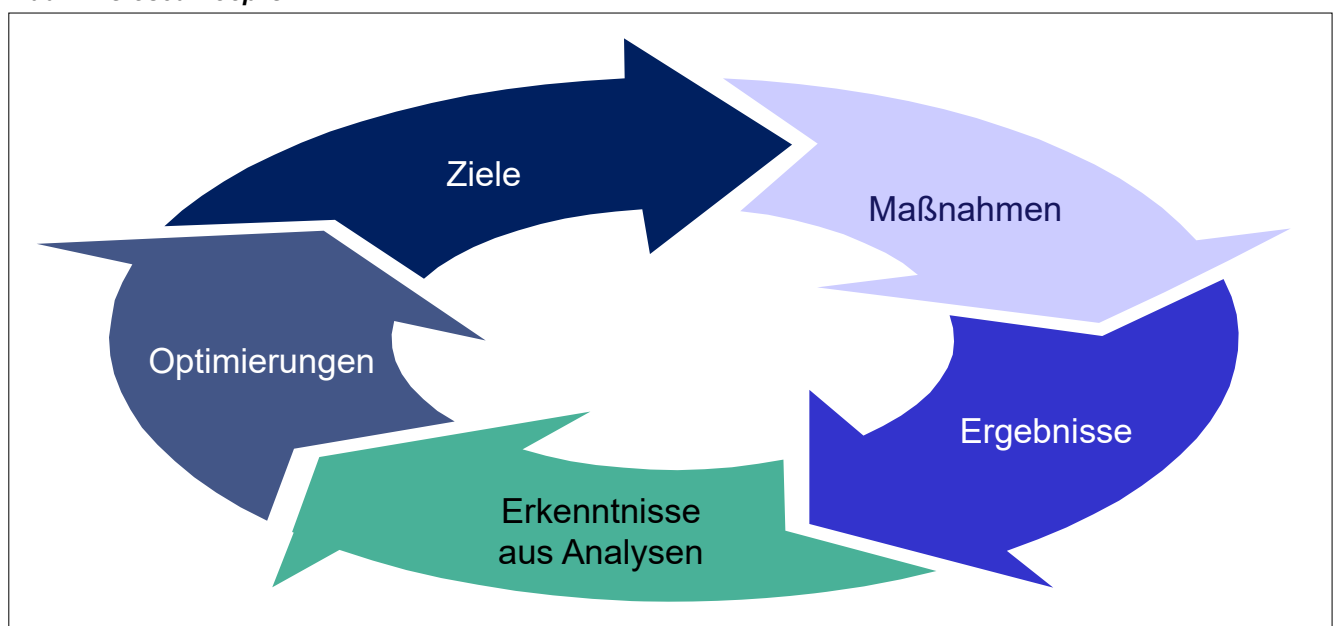 Ziele
Maßnahmen
Optimierungen
Ergebnisse
Erkenntnisse
aus Analysen